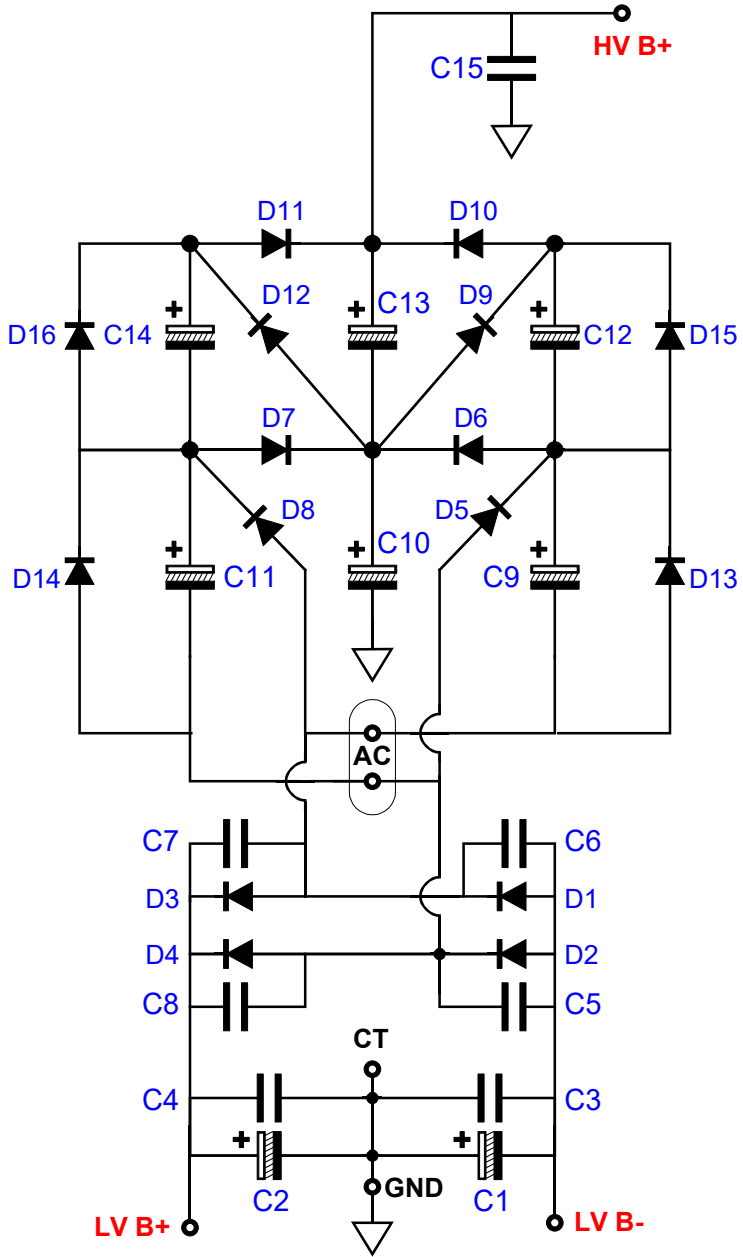 HV B+
C15
D11 D10
D12 C13 D9
D16 C14 C12 D15
D7 D6
D8 D5
C10
D14 C11 C9 D13
AC
C7 C6
D3 D1
D4 D2
C8 C5
CT
C4 C3
+ +
GND
C2 C1
LV B+ LV B-